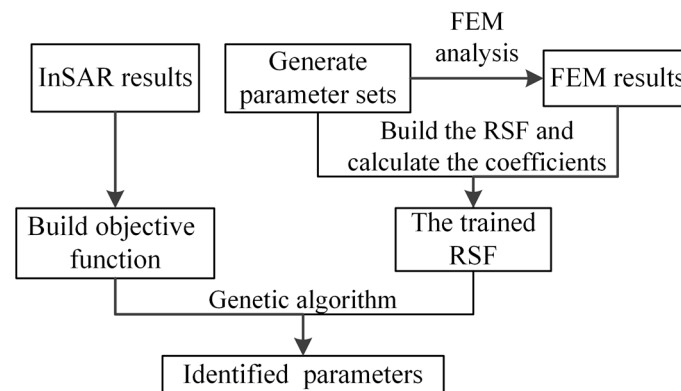 FEM
analysis
InSAR results
Generate
parameter sets
FEM results
Build the RSF and
calculate the coefficients
Build objective
function
The trained
RSF
Genetic algorithm
Identified parameters